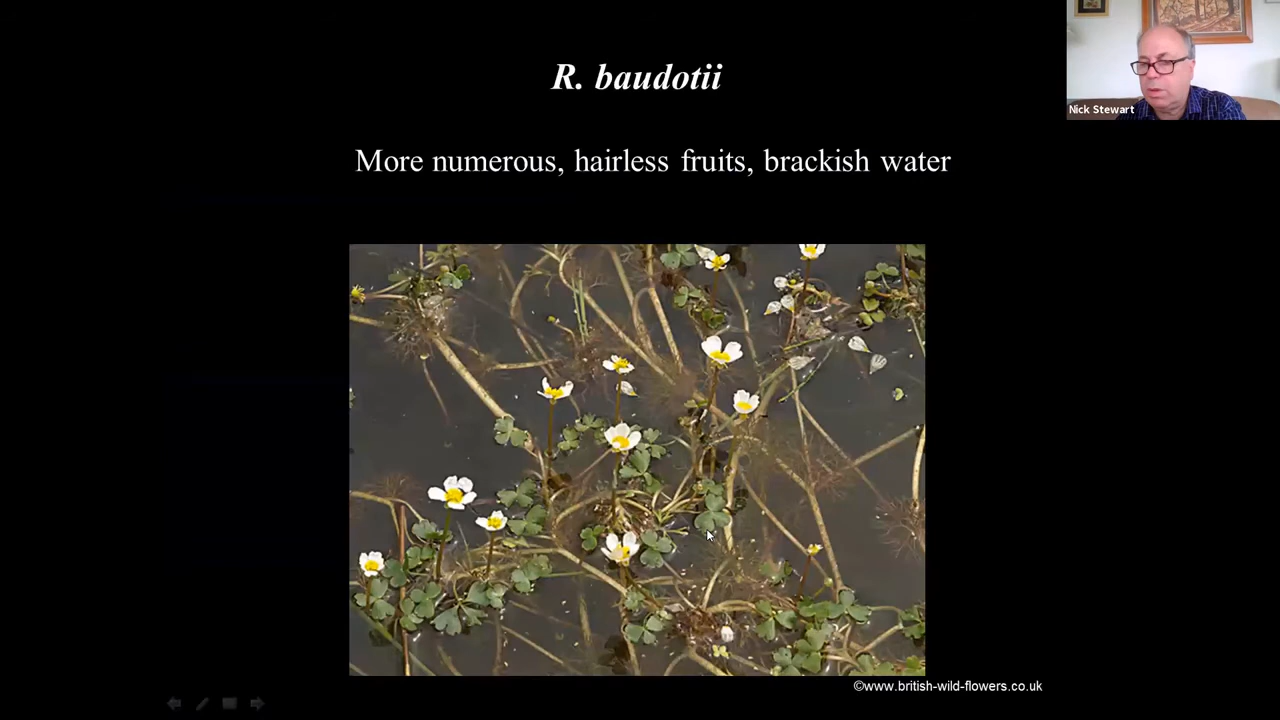 R. baudotii
Nick Stewart
More numerous, hairless fruits, brackish water
©www.british-wild-flowers.co.uk